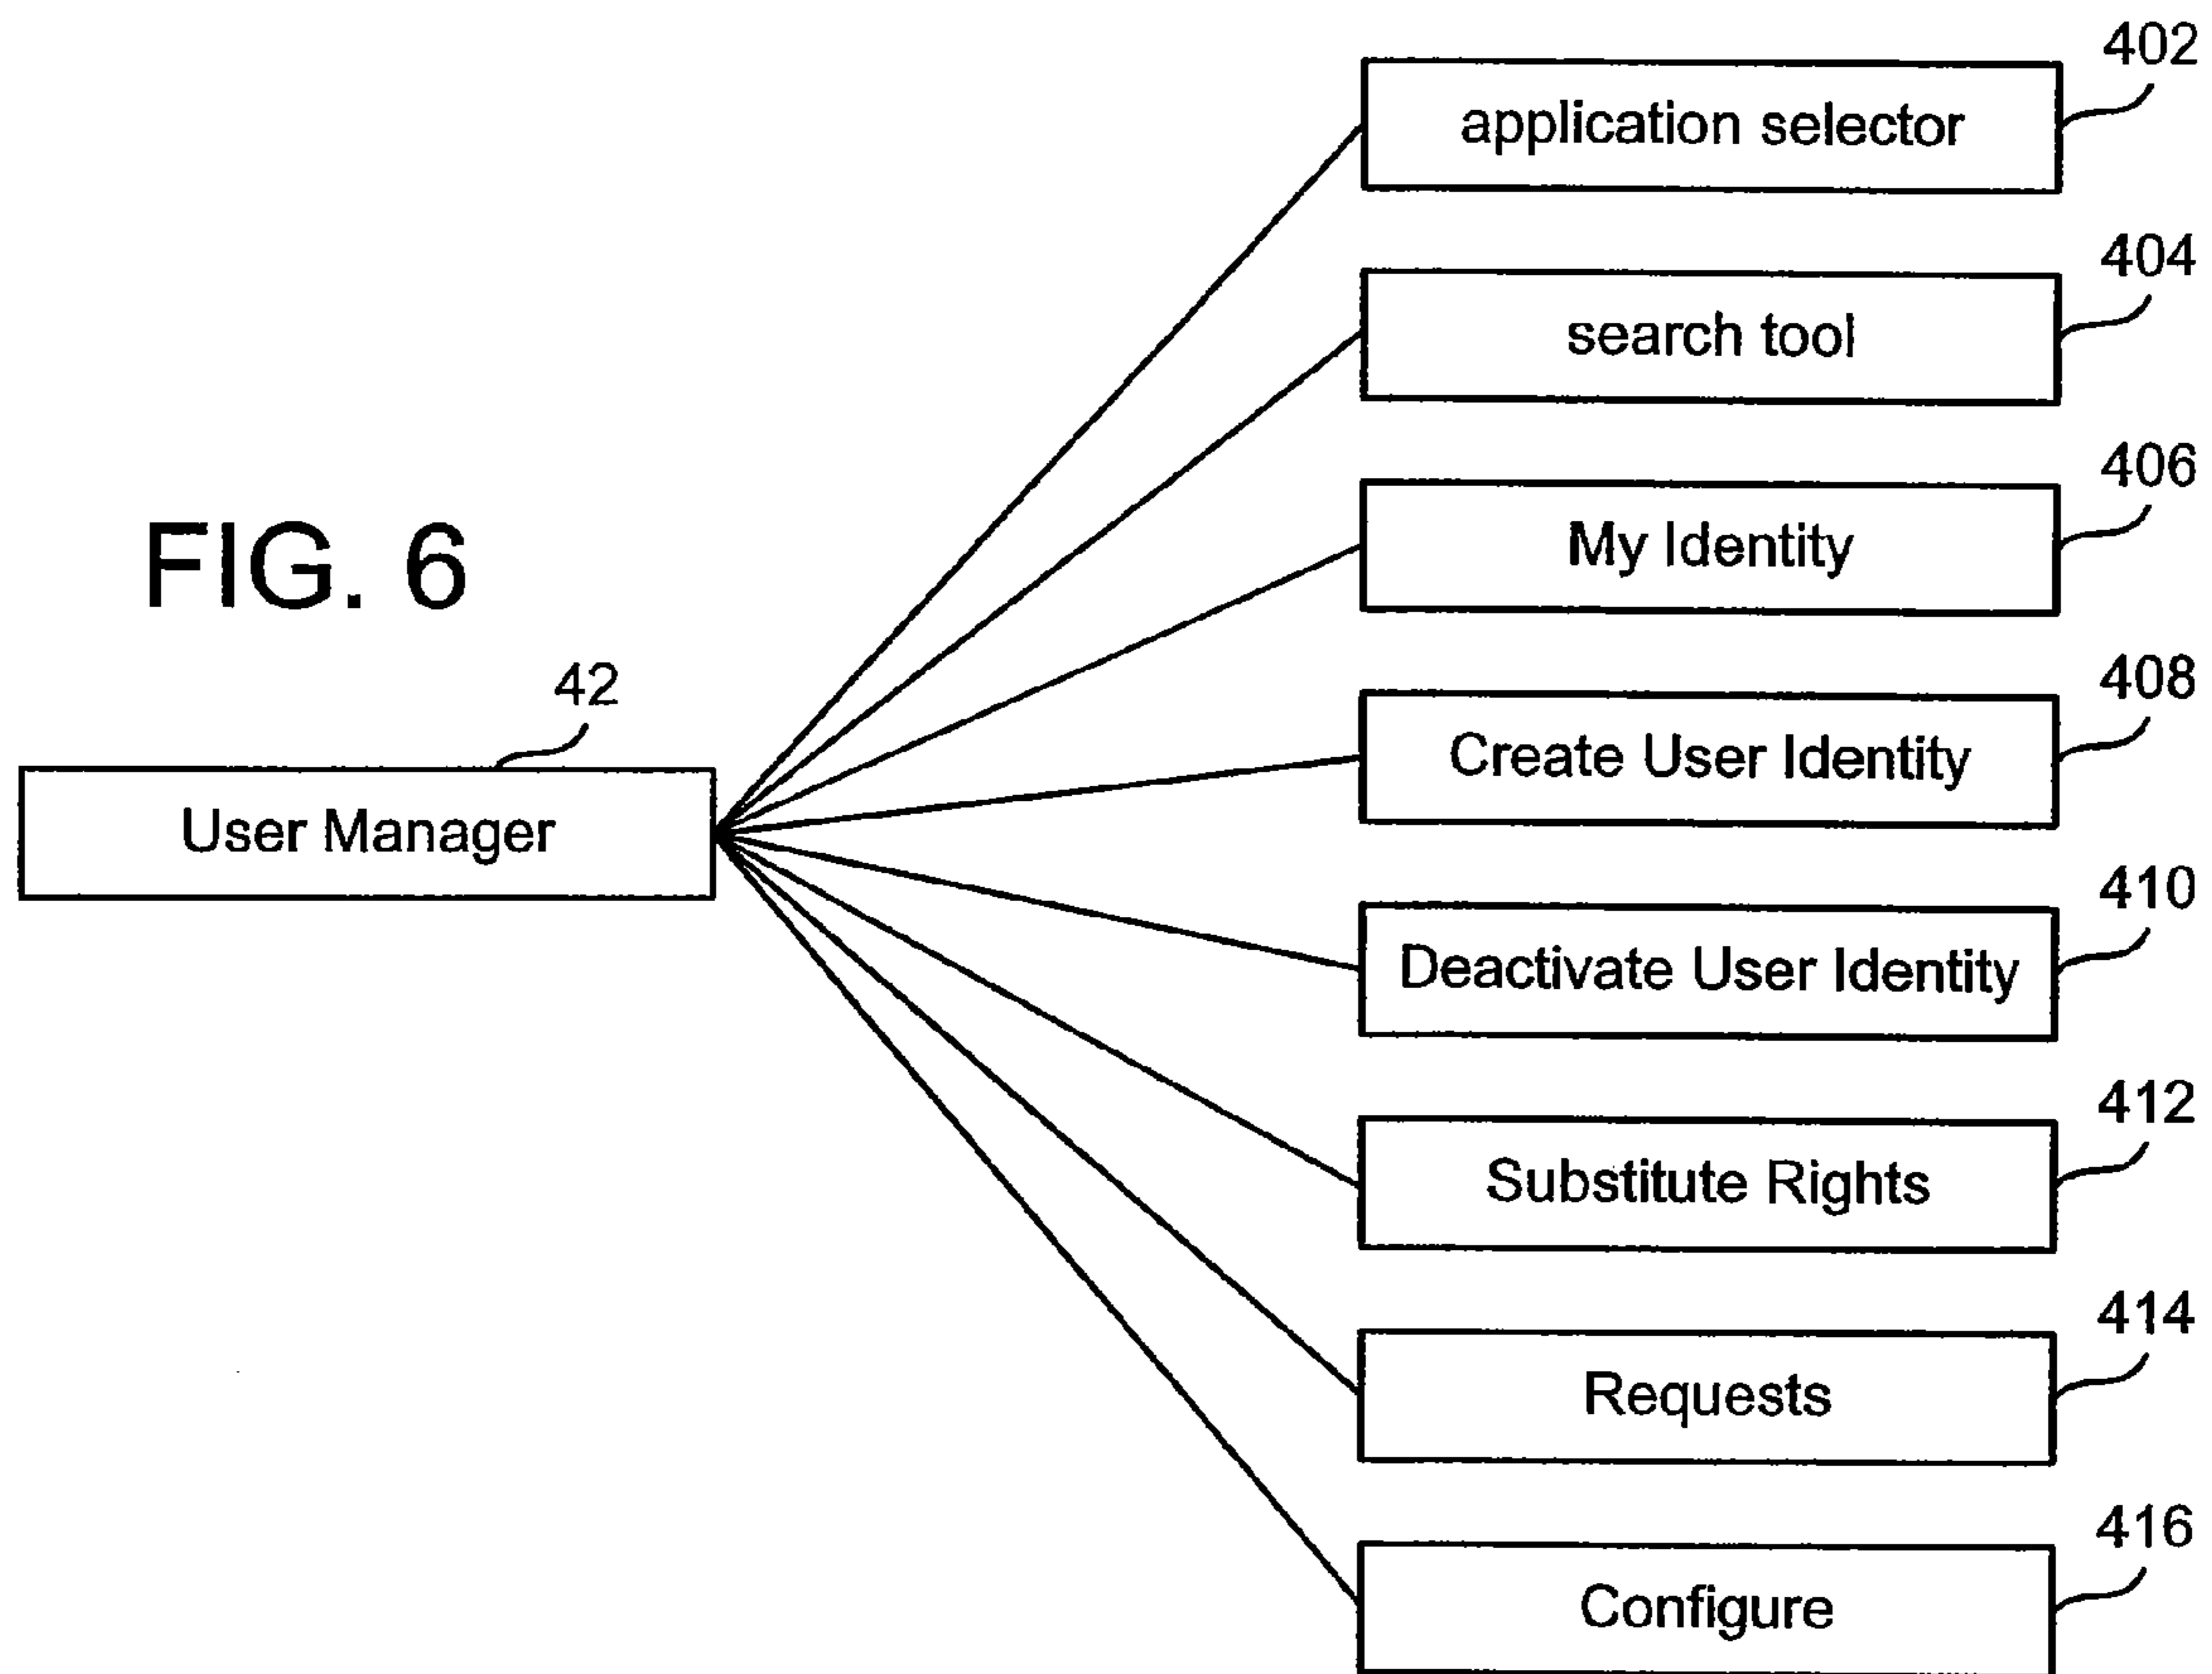 402
application selector
404
search tool
406
My Identity
FIG. 6
408
42
Create User Identity
User Manager
410
Deactivate User Identity
412
Substitute Rights
414
Requests
416
Configure